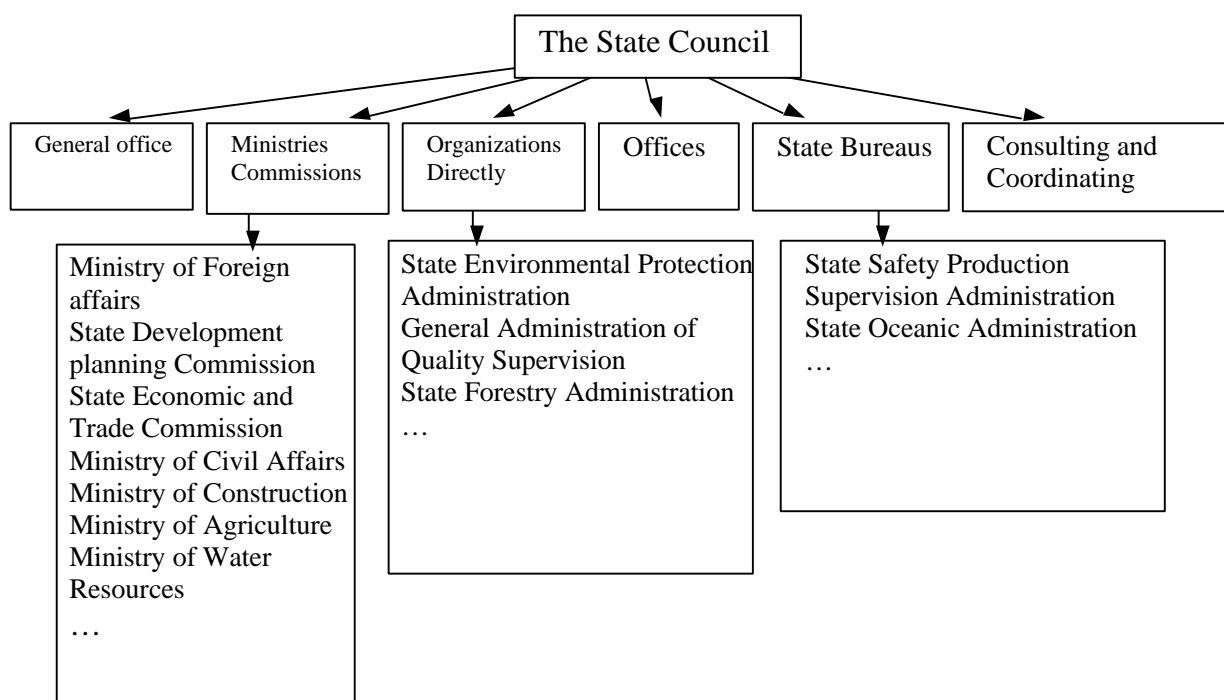 The State Council
General office
Ministries
Commissions
Organizations
Directly
Offices
State Bureaus
Consulting and
Coordinating
Ministry of Foreign
affairs
State Development
planning Commission
State Economic and
Trade Commission
Ministry of Civil Affairs
Ministry of Construction
Ministry of Agriculture
Ministry of Water
Resources
…
State Environmental Protection
Administration
General Administration of
Quality Supervision
State Forestry Administration
…
State Safety Production
Supervision Administration
State Oceanic Administration
…